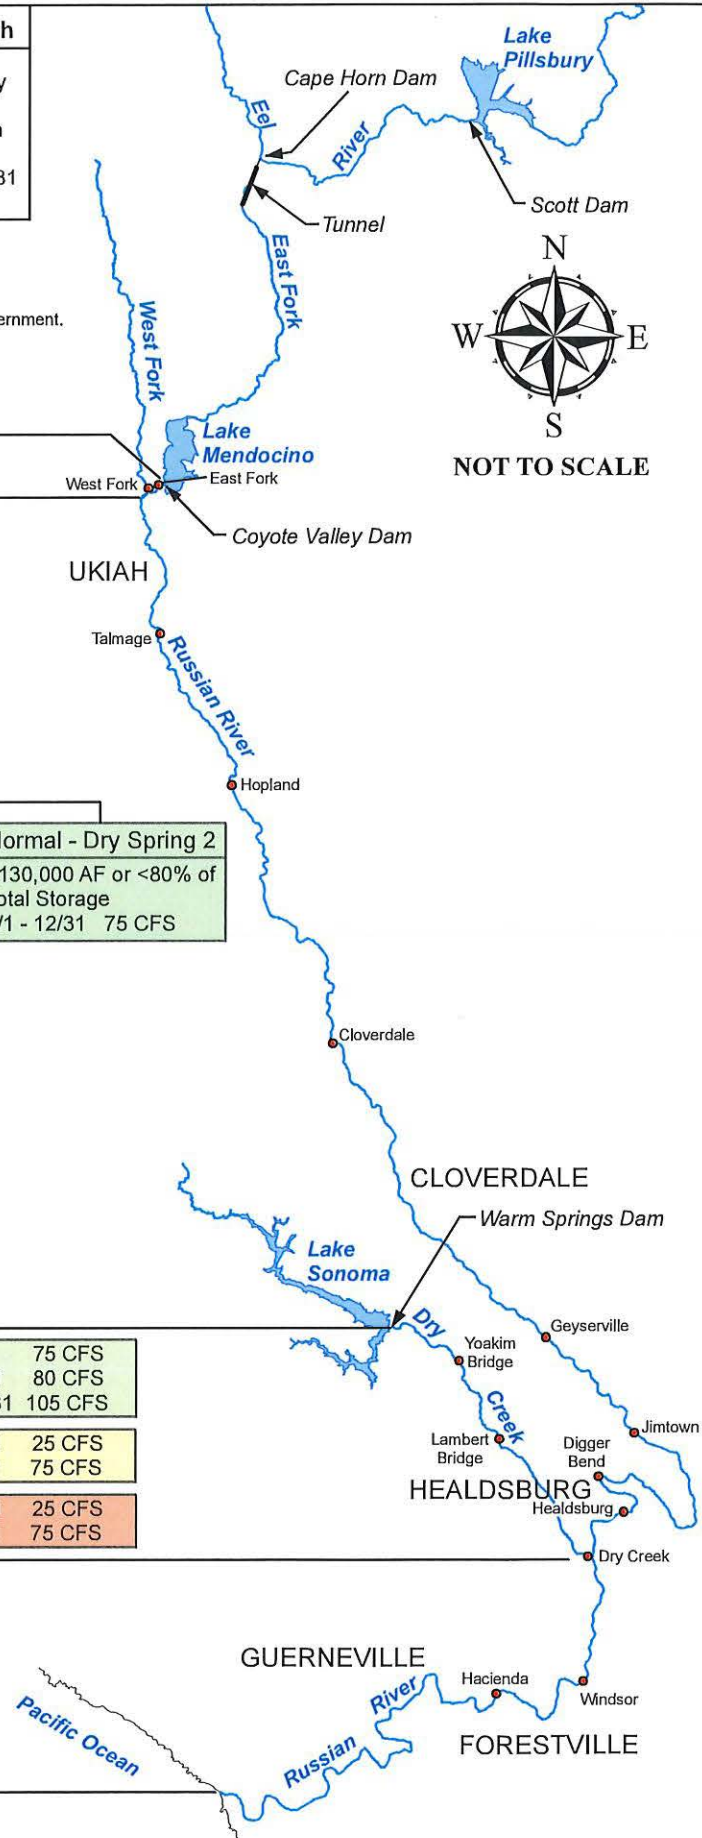 h
y
n
31
Lake
Pillsbury
Cape Horn Dam
Eel
River
Scott Dam
Tunnel
East Fork
N
W E
S
NOT TO SCALE
ernment.
West Fork
Lake
Mendocino
West Fork
East Fork
Coyote Valley Dam
UKIAH
Talmage
Russian River
Hopland
Normal - Dry Spring 2
130,000 AF or <80% of
otal Storage
/1 - 12/31 75 CFS
Cloverdale
CLOVERDALE
Warm Springs Dam
Lake
Sonoma
Dry
Creek
Geyserville
Yoakim
Bridge
75 CFS
80 CFS
31 105 CFS
Jimtown
Lambert
Bridge
Digger
Bend
25 CFS
75 CFS
HEALDSBURG
Healdsburg
25 CFS
75 CFS
Dry Creek
GUERNEVILLE
Hacienda
Windsor
River
Russian
FORESTVILLE
Pacific Ocean